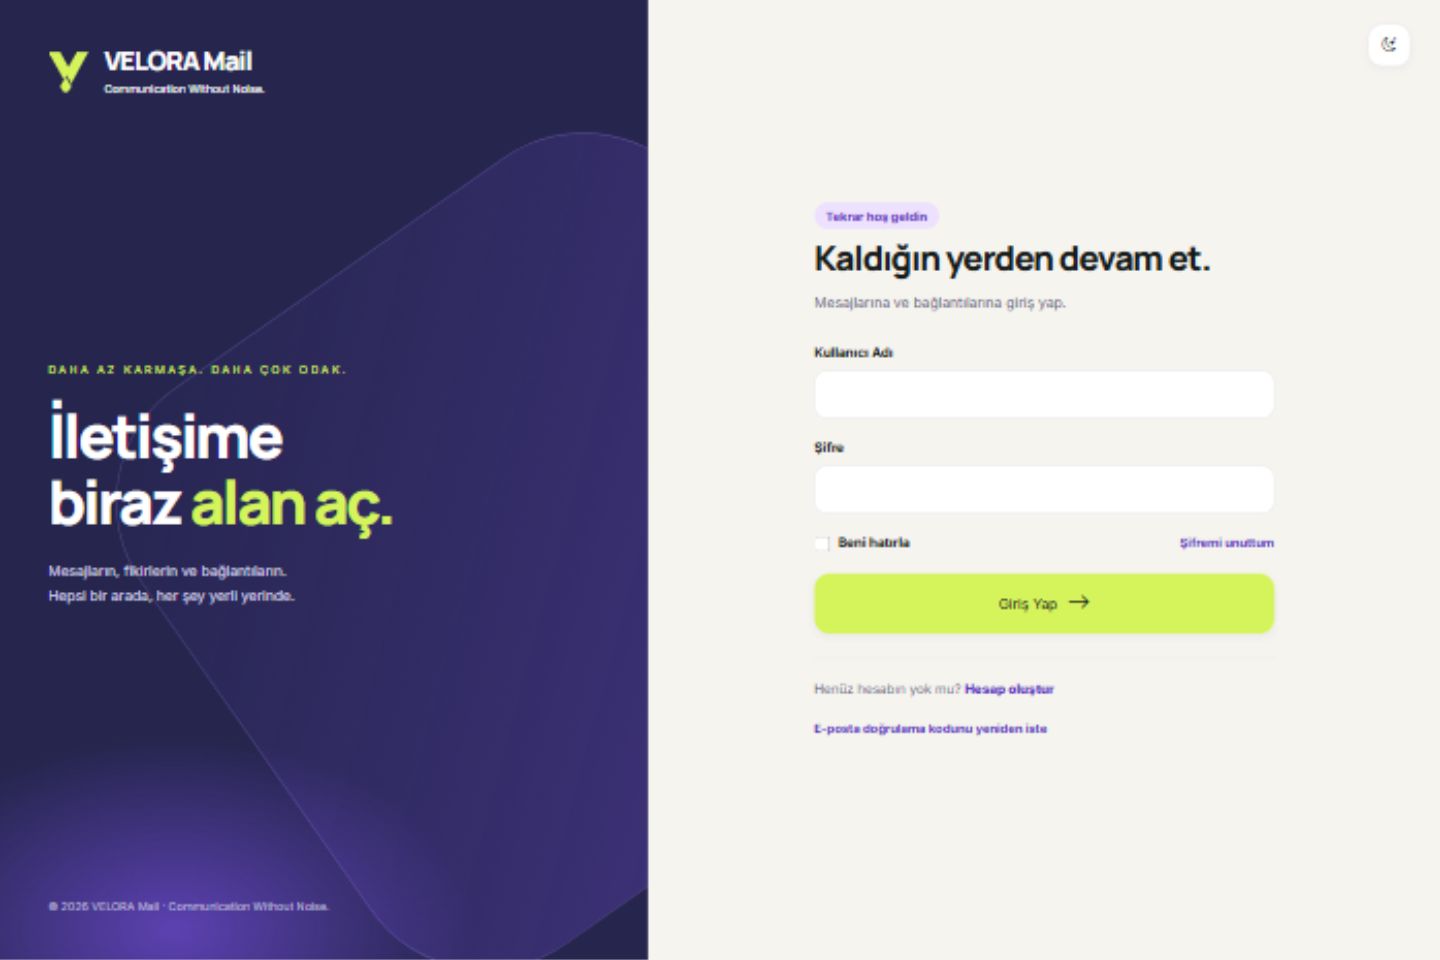 VELORA Mail
Communication Without Noise.
DAHA AZ KARMAŞA. DAHA ÇOK ODAK.
İletişime
biraz alan aç.
Mesajların, fikirlerin ve bağlantıların.
Hepsi bir arada, her şey yerli yerinde.
© 2026 VELORA Mail · Communication Without Noise.
Tekrar hoş geldin
Kaldığın yerden devam et.
Mesajlarına ve bağlantılarına giriş yap.
Kullanıcı Adı
Şifre
Beni hatırla
Şifremi unuttum
Giriş Yap →
Henüz hesabın yok mu? Hesap oluştur
E-posta doğrulama kodunu yeniden iste